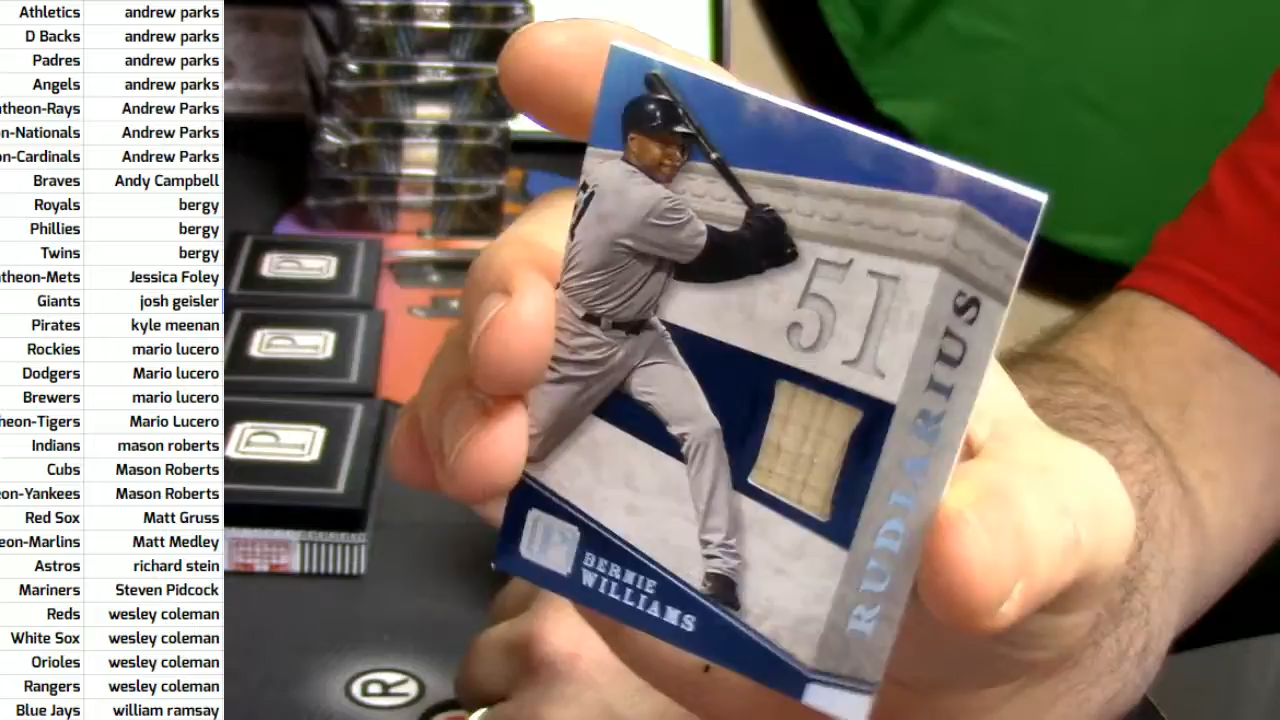 Athletics andrew parks
D Backs andrew parks
Padres andrew parks
Angels andrew parks
theon-Rays Andrew Parks
n-Nationals Andrew Parks
on-Cardinals Andrew Parks
Braves Andy Campbell
Royals bergy
Phillies bergy
Twins bergy
theon-Mets Jessica Foley
Giants josh geisler
Pirates kyle meenan
Rockies mario lucero
Dodgers Mario lucero
Brewers mario lucero
heon-Tigers Mario Lucero
Indians mason roberts
Cubs Mason Roberts
eon-Yankees Mason Roberts
Red Sox Matt Gruss
eon-Marlins Matt Medley
Astros richard stein
Mariners Steven Pidcock
Reds wesley coleman
White Sox wesley coleman
Orioles wesley coleman
Rangers wesley coleman
Blue Jays william ramsay
51
51
RUDIARIUS
P
BERNIE
WILLIAMS
P
P
P
R